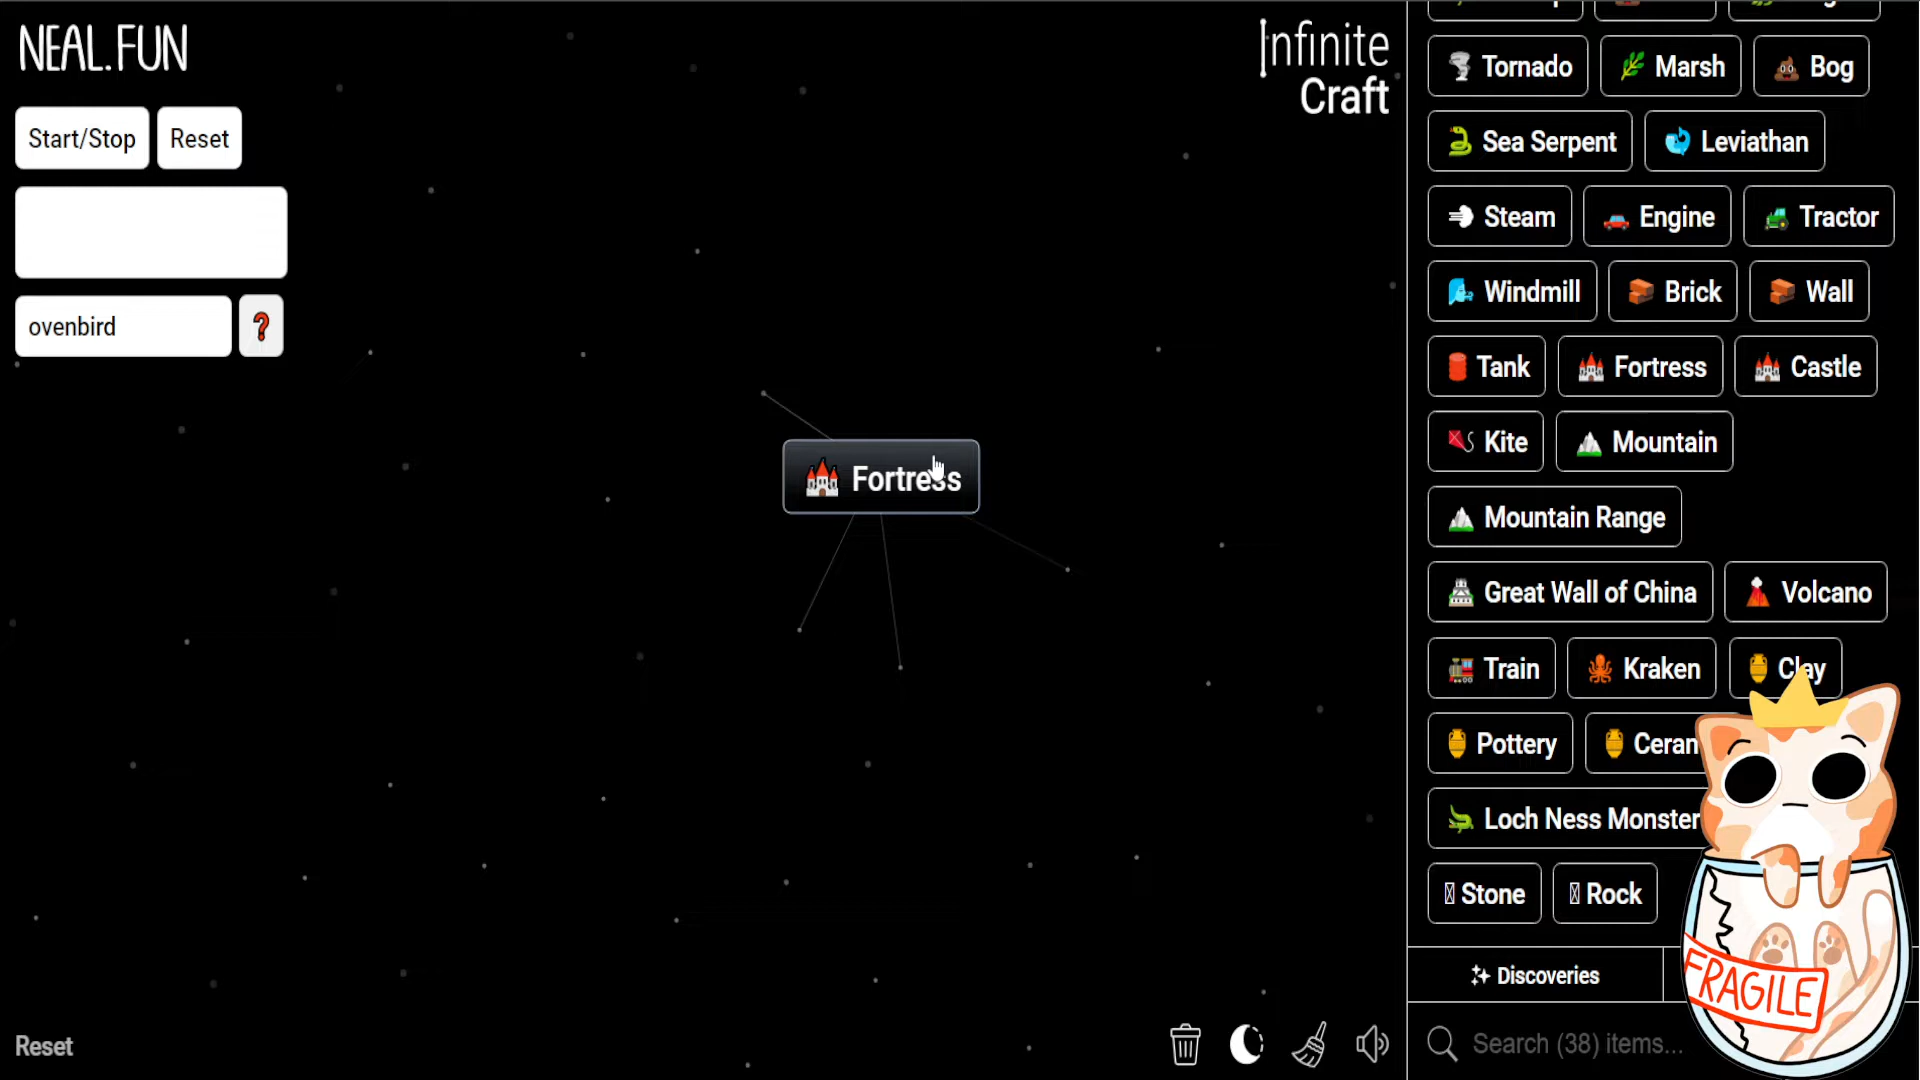 NEAL.FUN
Infinite
Craft
Start/Stop
Reset
ovenbird
Fortress
Tornado
Marsh
Bog
Sea Serpent
Leviathan
Steam
Engine
Tractor
Windmill
Brick
Wall
Tank
Fortress
Castle
Kite
Mountain
Mountain Range
Great Wall of China
Volcano
Train
Kraken
Clay
Pottery
Ceram
Loch Ness Monster
Stone
Rock
FRAGILE
Discoveries
Search (38) items...
Reset